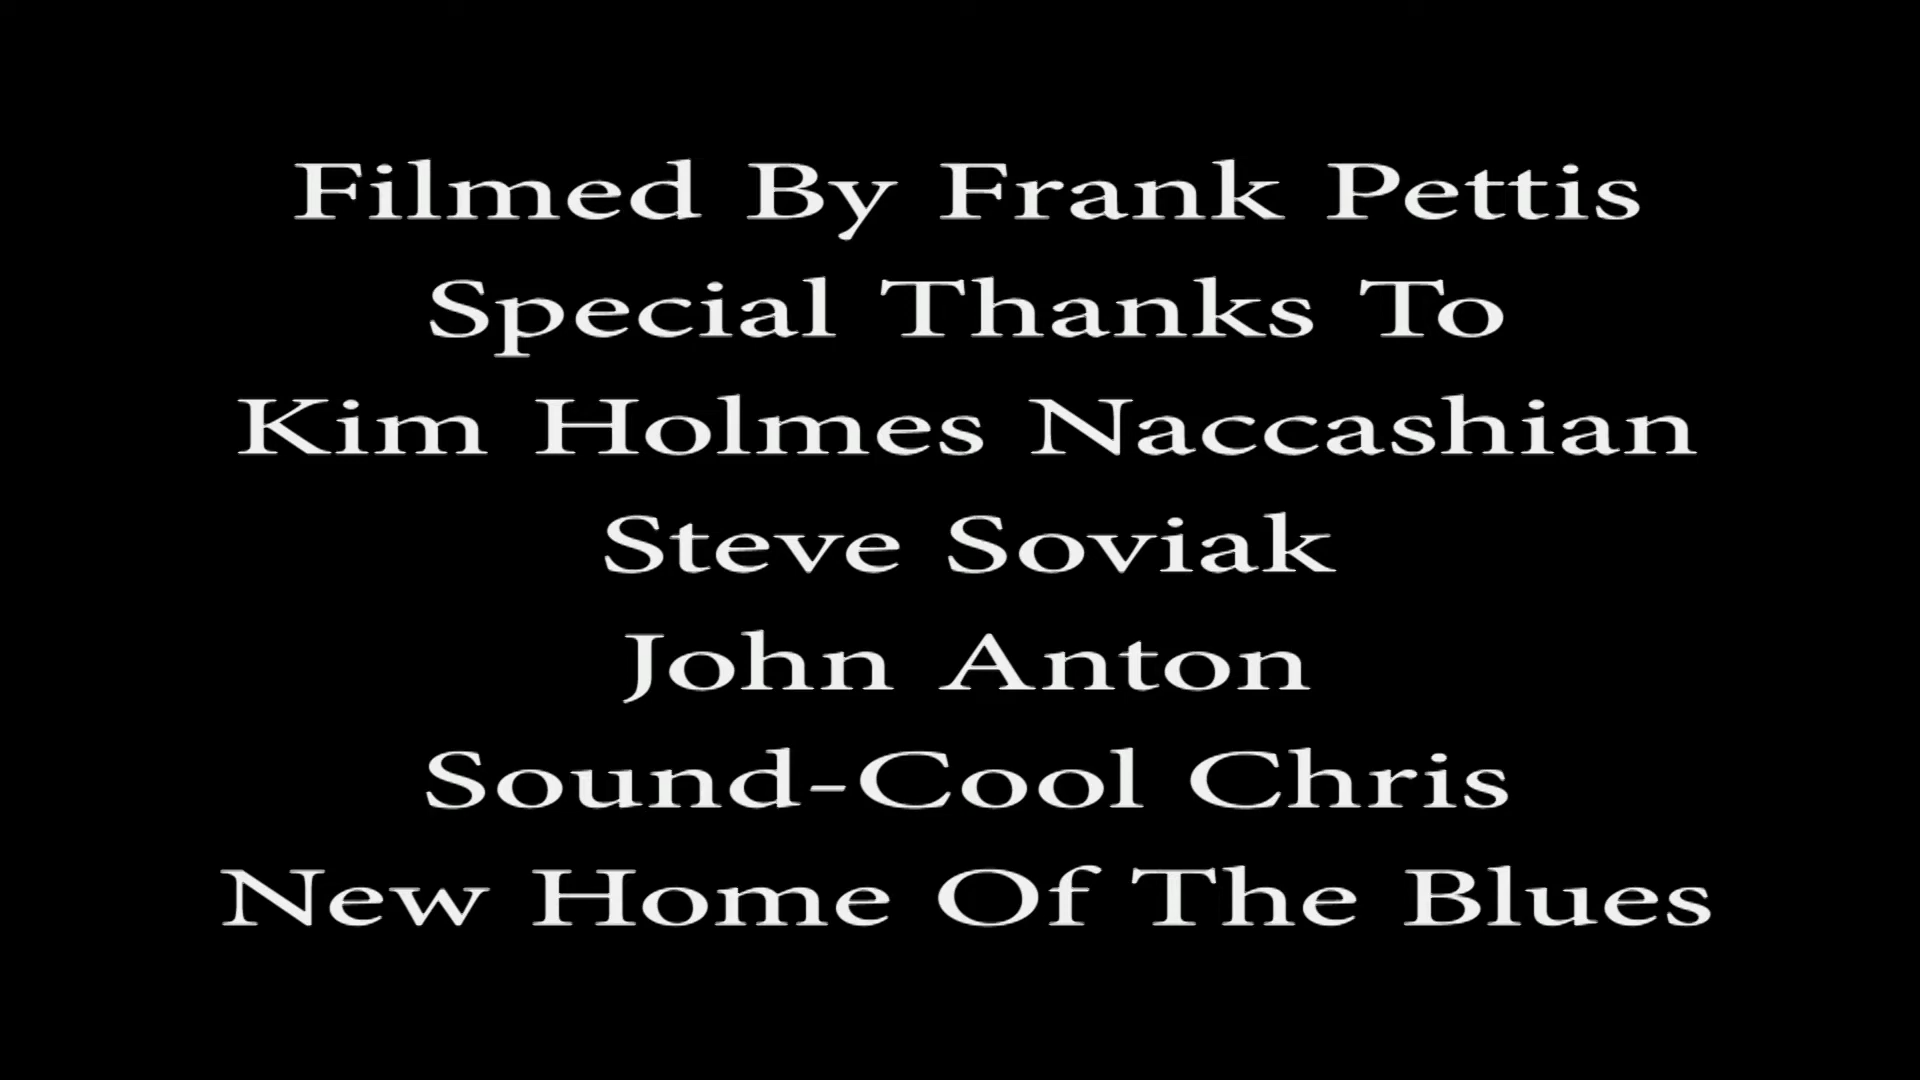 Filmed By Frank Pettis
Special Thanks To
Kim Holmes Naccashian
Steve Soviak
John Anton
Sound-Cool Chris
New Home Of The Blues